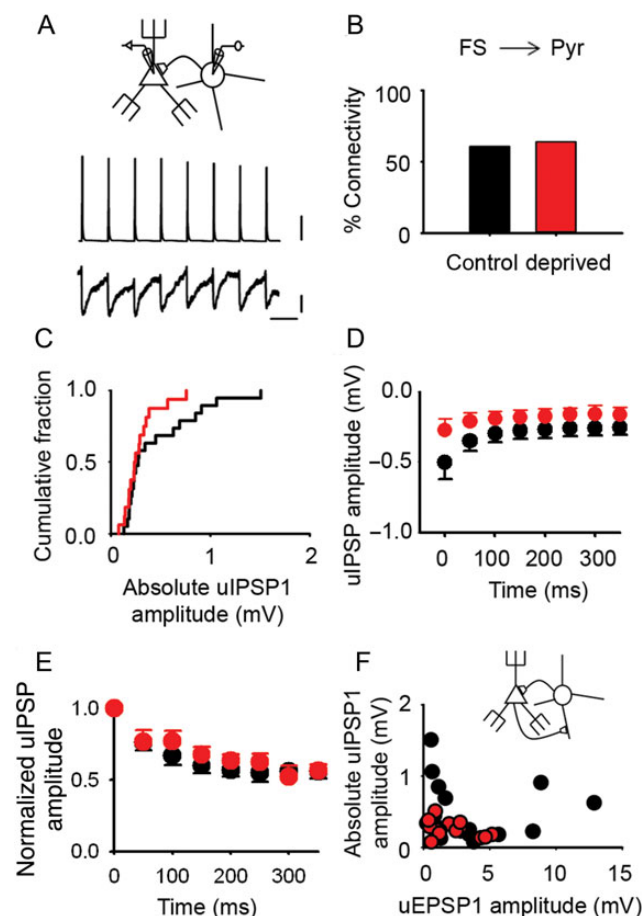 A
B
FS → Pyr
100
50
0
% Connectivity
Control deprived
C
1.0
0.5
0.0
Cumulative fraction
0
1
2
Absolute uIPSP1
amplitude (mV)
D
0.0
−0.5
−1.0
uIPSP amplitude (mV)
0
100
200
300
Time (ms)
E
1.0
0.5
0.0
Normalized uIPSP
amplitude
0
100
200
300
Time (ms)
F
2
1
0
Absolute uIPSP1
amplitude (mV)
0
5
10
15
uEPSP1 amplitude (mV)